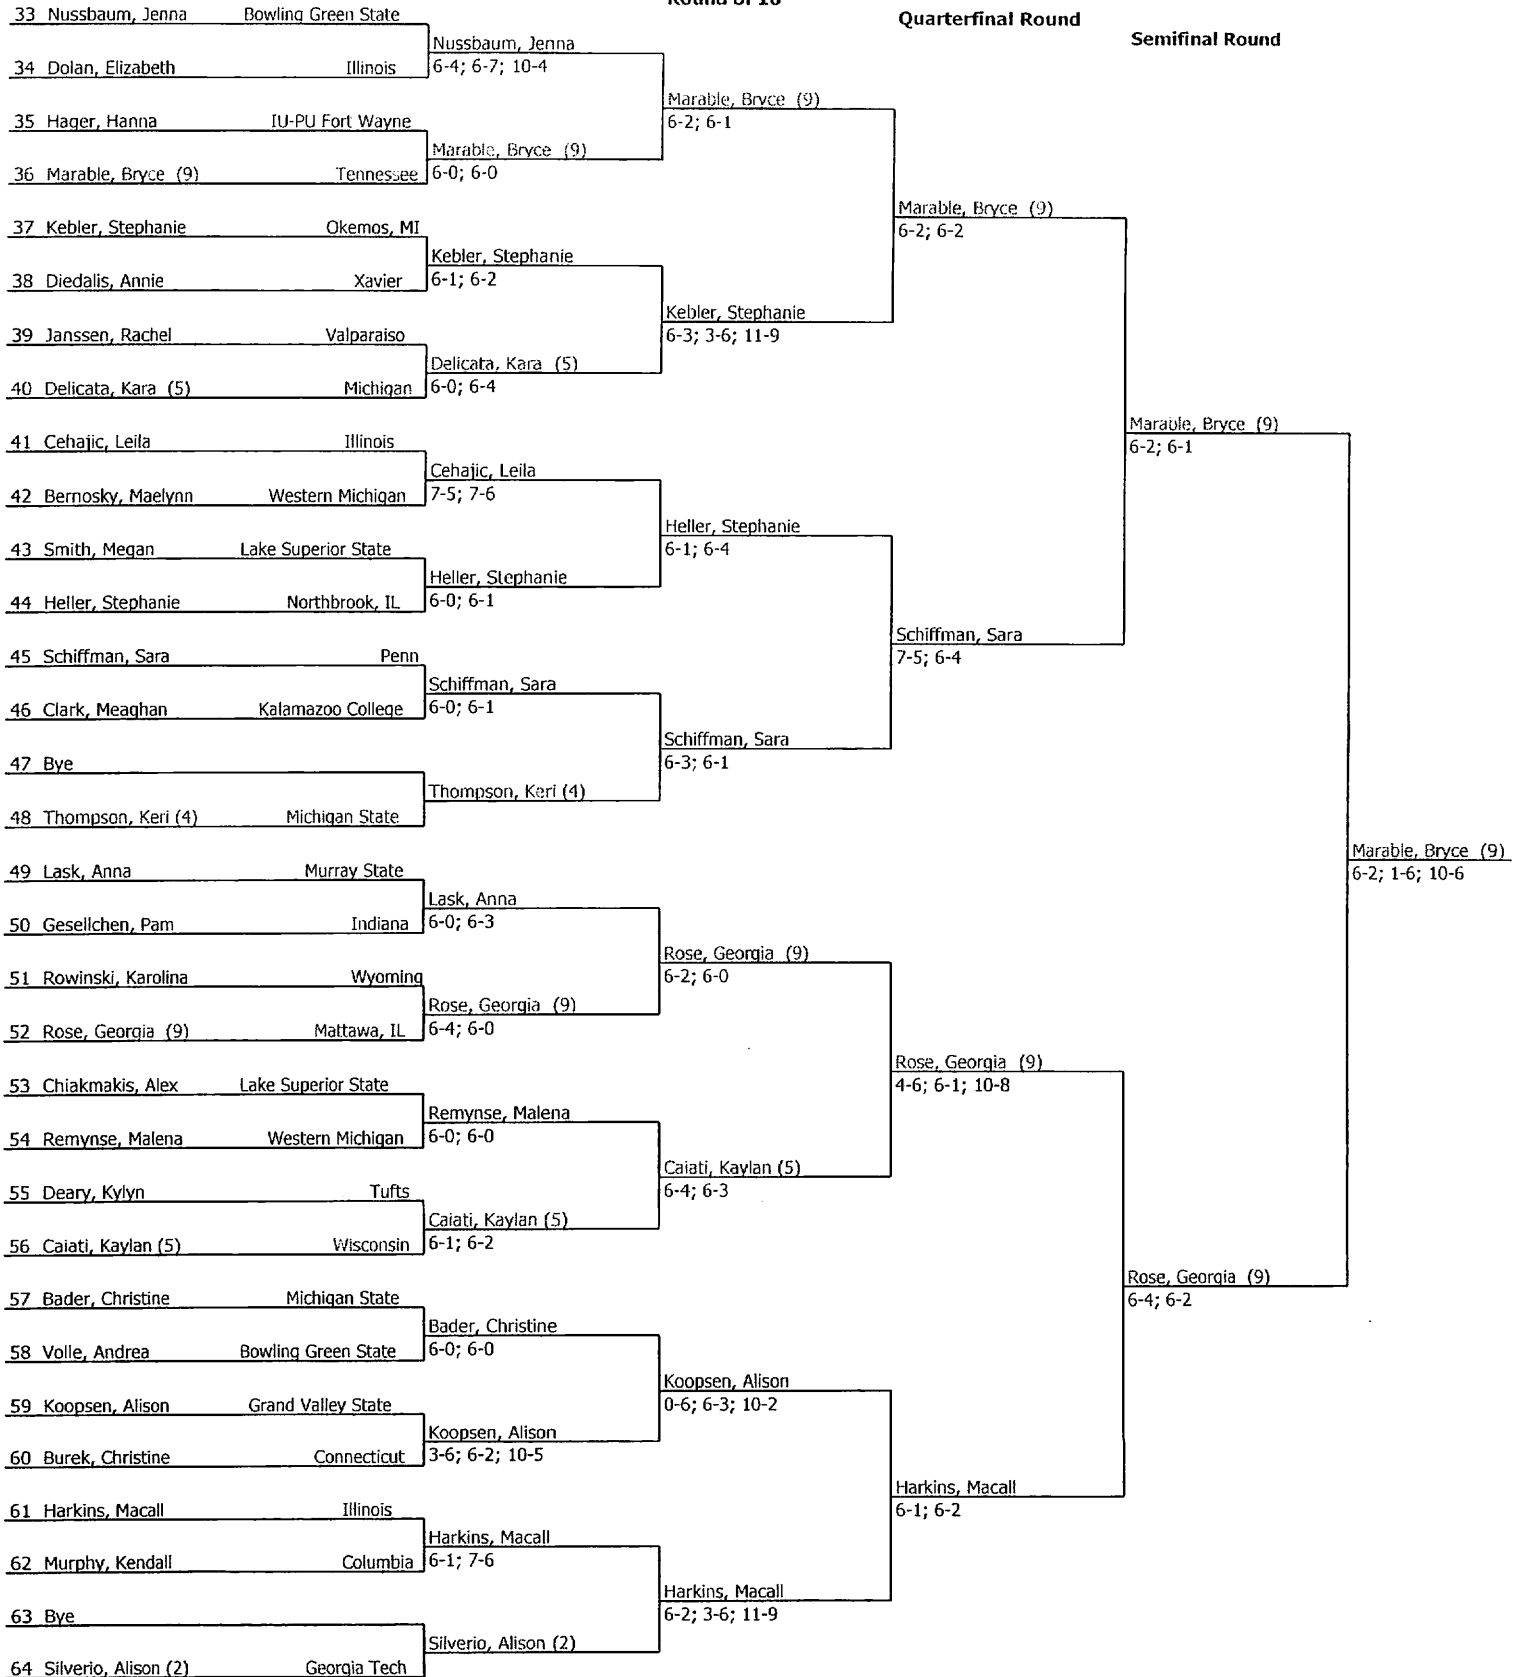 Round of 16
Quarterfinal Round
Semifinal Round
33 Nussbaum, Jenna Bowling Green State
Nussbaum, Jenna
6-4; 6-7; 10-4
34 Dolan, Elizabeth Illinois
Marable, Bryce (9)
6-2; 6-1
35 Hager, Hanna IU-PU Fort Wayne
Marable, Bryce (9)
6-0; 6-0
36 Marable, Bryce (9) Tennessee
Marable, Bryce (9)
6-2; 6-2
37 Kebler, Stephanie Okemos, MI
Kebler, Stephanie
6-1; 6-2
38 Diedalis, Annie Xavier
Kebler, Stephanie
6-3; 3-6; 11-9
39 Janssen, Rachel Valparaiso
Delicata, Kara (5)
6-0; 6-4
40 Delicata, Kara (5) Michigan
Marable, Bryce (9)
6-2; 6-1
41 Cehajic, Leila Illinois
Cehajic, Leila
7-5; 7-6
42 Bernosky, Maelynn Western Michigan
Heller, Stephanie
6-1; 6-4
43 Smith, Megan Lake Superior State
Heller, Stephanie
6-0; 6-1
44 Heller, Stephanie Northbrook, IL
Schiffman, Sara
7-5; 6-4
45 Schiffman, Sara Penn
Schiffman, Sara
6-0; 6-1
46 Clark, Meaghan Kalamazoo College
Schiffman, Sara
6-3; 6-1
47 Bye
Thompson, Keri (4)
48 Thompson, Keri (4) Michigan State
Marable, Bryce (9)
6-2; 1-6; 10-6
49 Lask, Anna Murray State
Lask, Anna
6-0; 6-3
50 Gesellchen, Pam Indiana
Rose, Georgia (9)
6-2; 6-0
51 Rowinski, Karolina Wyoming
Rose, Georgia (9)
6-4; 6-0
52 Rose, Georgia (9) Mattawa, IL
Rose, Georgia (9)
4-6; 6-1; 10-8
53 Chiakmakis, Alex Lake Superior State
Remynse, Malena
6-0; 6-0
54 Remynse, Malena Western Michigan
Caiati, Kaylan (5)
6-4; 6-3
55 Deary, Kylyn Tufts
Caiati, Kaylan (5)
6-1; 6-2
56 Caiati, Kaylan (5) Wisconsin
Rose, Georgia (9)
6-4; 6-2
57 Bader, Christine Michigan State
Bader, Christine
6-0; 6-0
58 Volle, Andrea Bowling Green State
Koopsen, Alison
0-6; 6-3; 10-2
59 Koopsen, Alison Grand Valley State
Koopsen, Alison
3-6; 6-2; 10-5
60 Burek, Christine Connecticut
Harkins, Macall
6-1; 6-2
61 Harkins, Macall Illinois
Harkins, Macall
6-1; 7-6
62 Murphy, Kendall Columbia
Harkins, Macall
6-2; 3-6; 11-9
63 Bye
Silverio, Alison (2)
64 Silverio, Alison (2) Georgia Tech